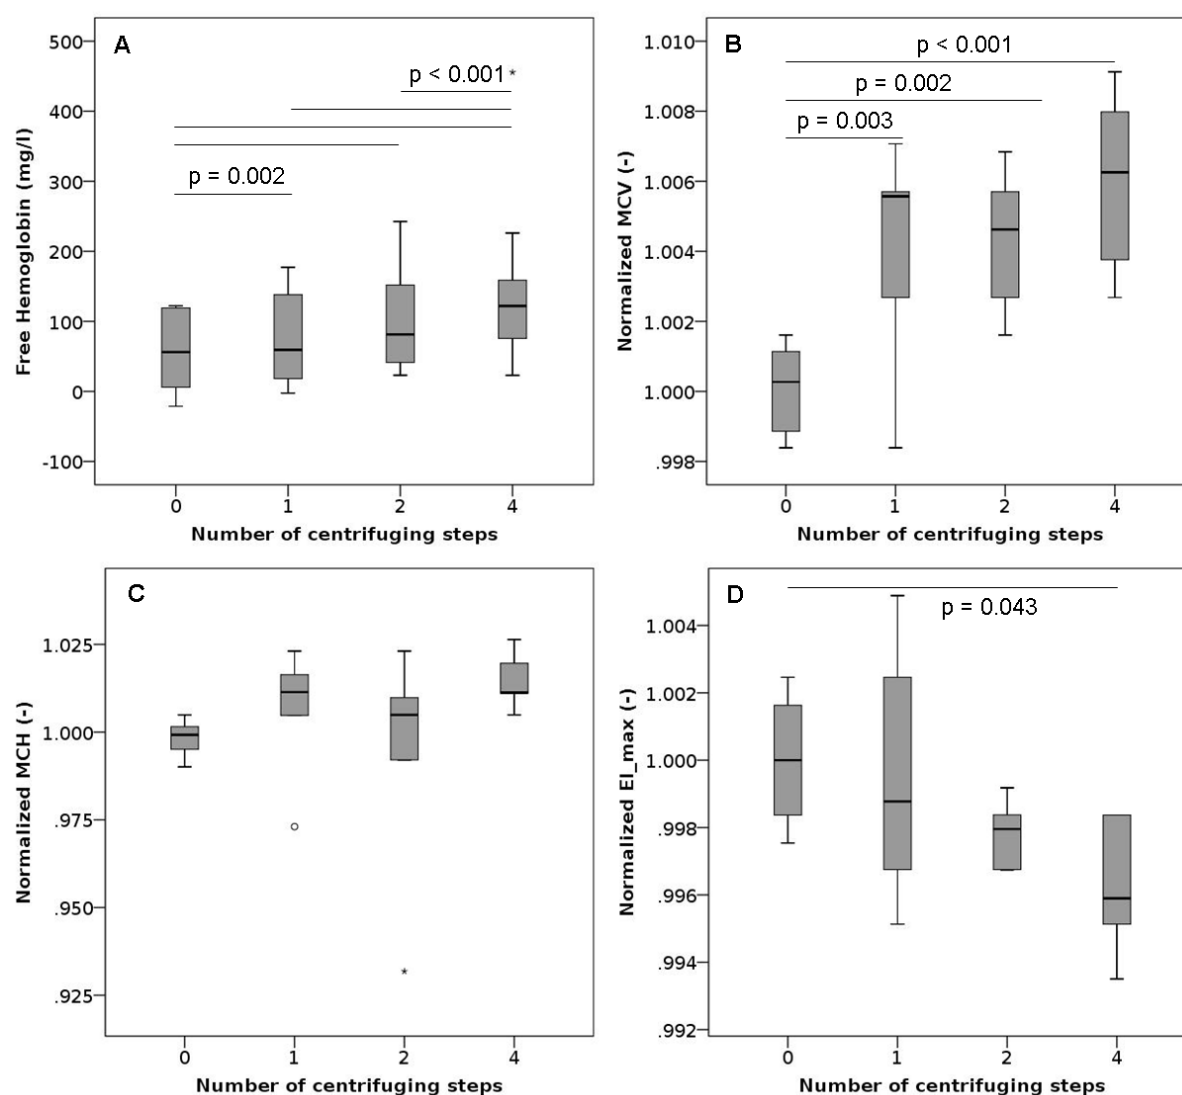 A
500
400
300
200
100
0
-100
Free Hemoglobin (mg/l)
p < 0.001
*
p = 0.002
0 1 2 4
Number of centrifuging steps
B
1.010
1.008
1.006
1.004
1.002
1.000
.998
Normalized MCV (-)
p < 0.001
p = 0.002
p = 0.003
0 1 2 4
Number of centrifuging steps
C
1.025
1.000
.975
.950
.925
Normalized MCH (-)
*
0 1 2 4
Number of centrifuging steps
D
1.004
1.002
1.000
.998
.996
.994
.992
Normalized EI_max (-)
p = 0.043
0 1 2 4
Number of centrifuging steps